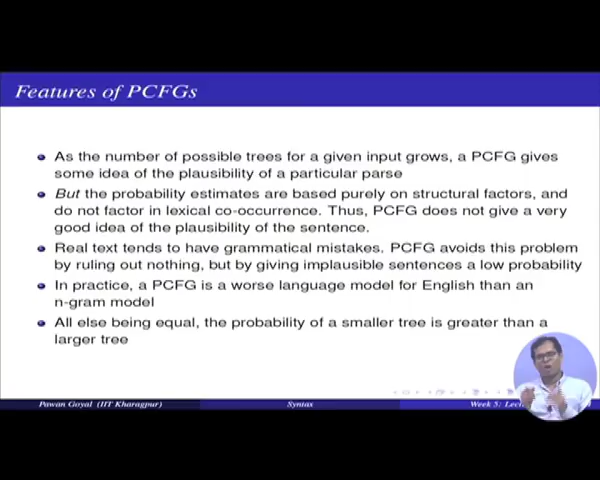 Features of PCFGs
As the number of possible trees for a given input grows, a PCFG gives
some idea of the plausibility of a particular parse
But the probability estimates are based purely on structural factors, and
do not factor in lexical co-occurrence. Thus, PCFG does not give a very
good idea of the plausibility of the sentence.
Real text tends to have grammatical mistakes. PCFG avoids this problem
by ruling out nothing, but by giving implausible sentences a low probability
In practice, a PCFG is a worse language model for English than an
n-gram model
All else being equal, the probability of a smaller tree is greater than a
larger tree
Pawan Goyal (IIT Kharagpur) Syntax Week 5: